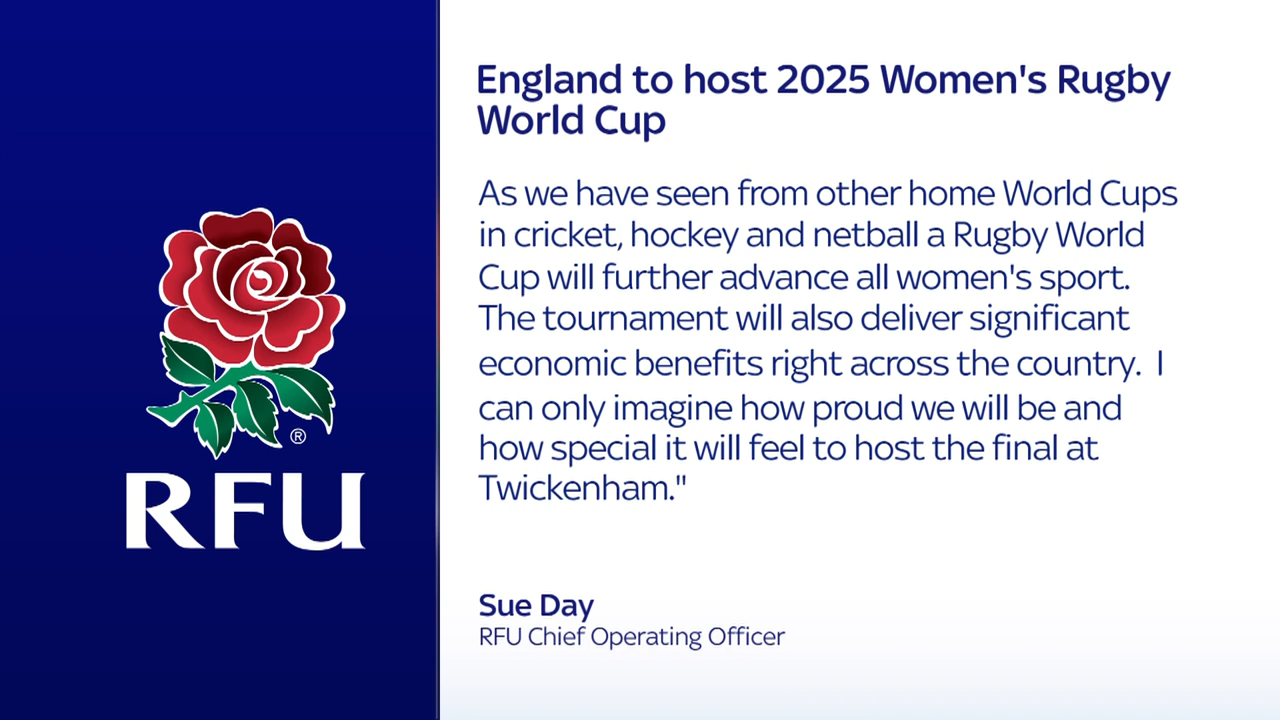 ®
RFU
England to host 2025 Women's Rugby
World Cup
As we have seen from other home World Cups
in cricket, hockey and netball a Rugby World
Cup will further advance all women's sport.
The tournament will also deliver significant
economic benefits right across the country.  I
can only imagine how proud we will be and
how special it will feel to host the final at
Twickenham."
Sue Day
RFU Chief Operating Officer